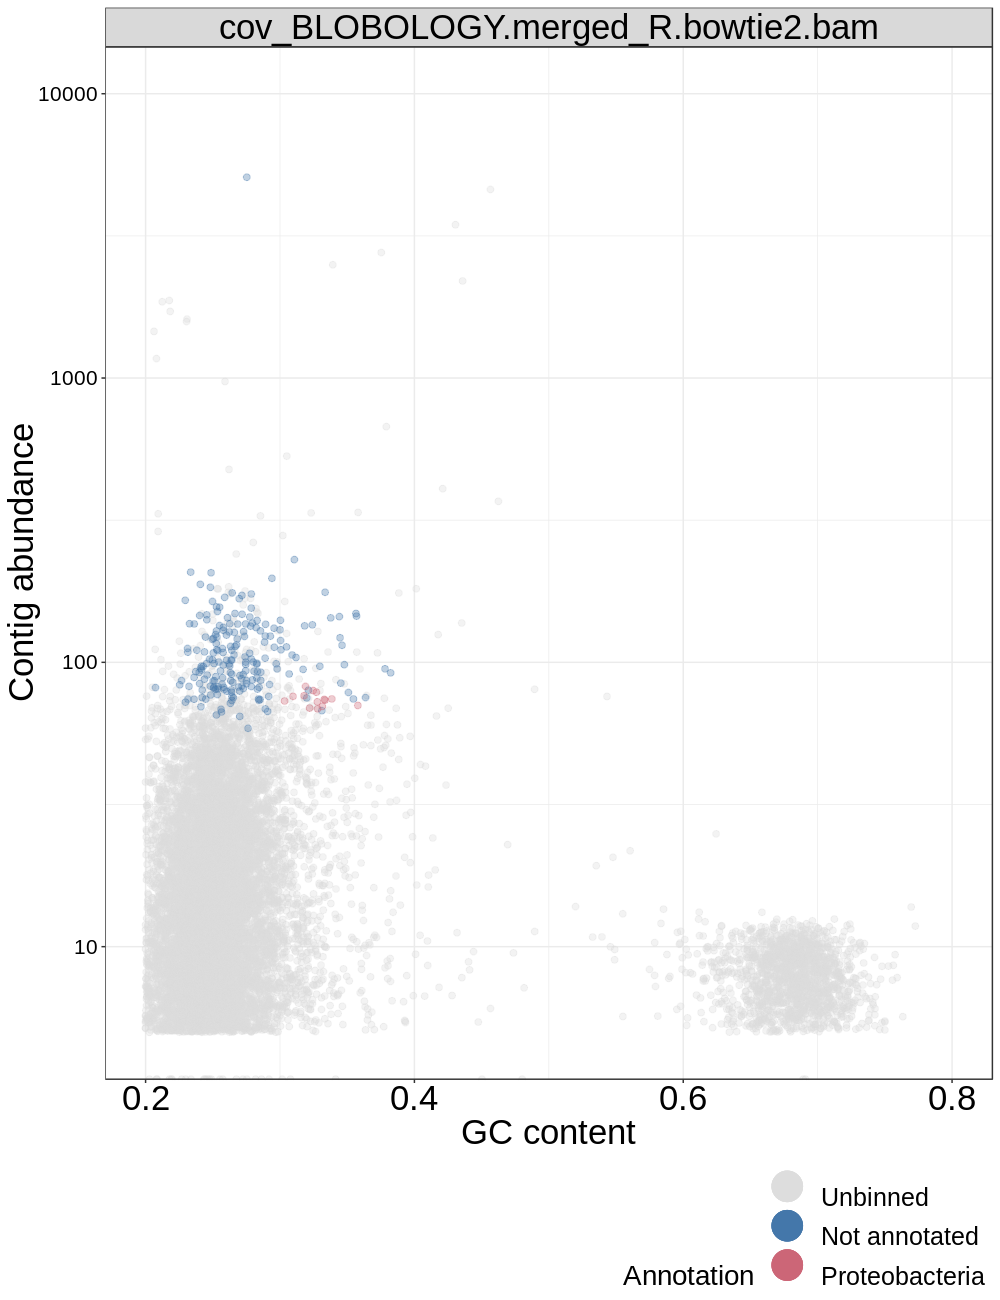 cov_BLOBOLOGY.merged_R.bowtie2.bam
10000
1000
100
10
Contig abundance
0.2 0.4 0.6 0.8
GC content
Annotation
Unbinned
Not annotated
Proteobacteria